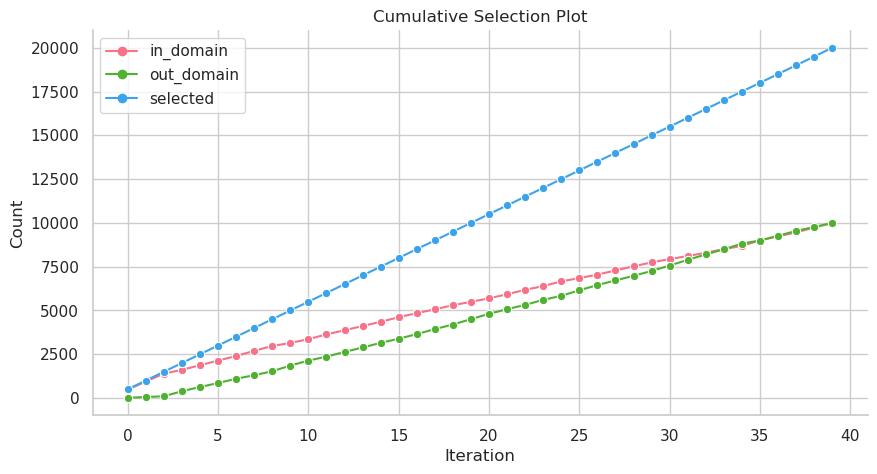 Cumulative Selection Plot
in_domain
out_domain
selected
Count
20000
17500
15000
12500
10000
7500
5000
2500
0
0 5 10 15 20 25 30 35 40
Iteration